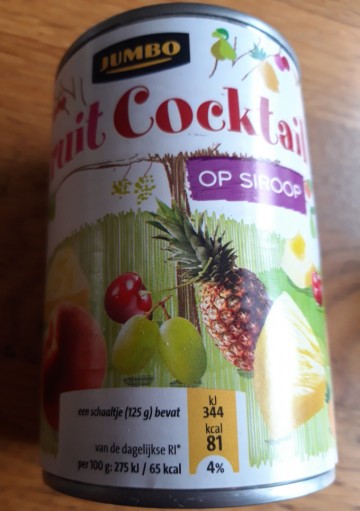 JUMBO
ruit Cocktail
OP SIROOP
een schaaltje (125 g) bevat
kJ
344
kcal
81
van de dagelijkse RI*
per 100 g: 275 kJ / 65 kcal
4%